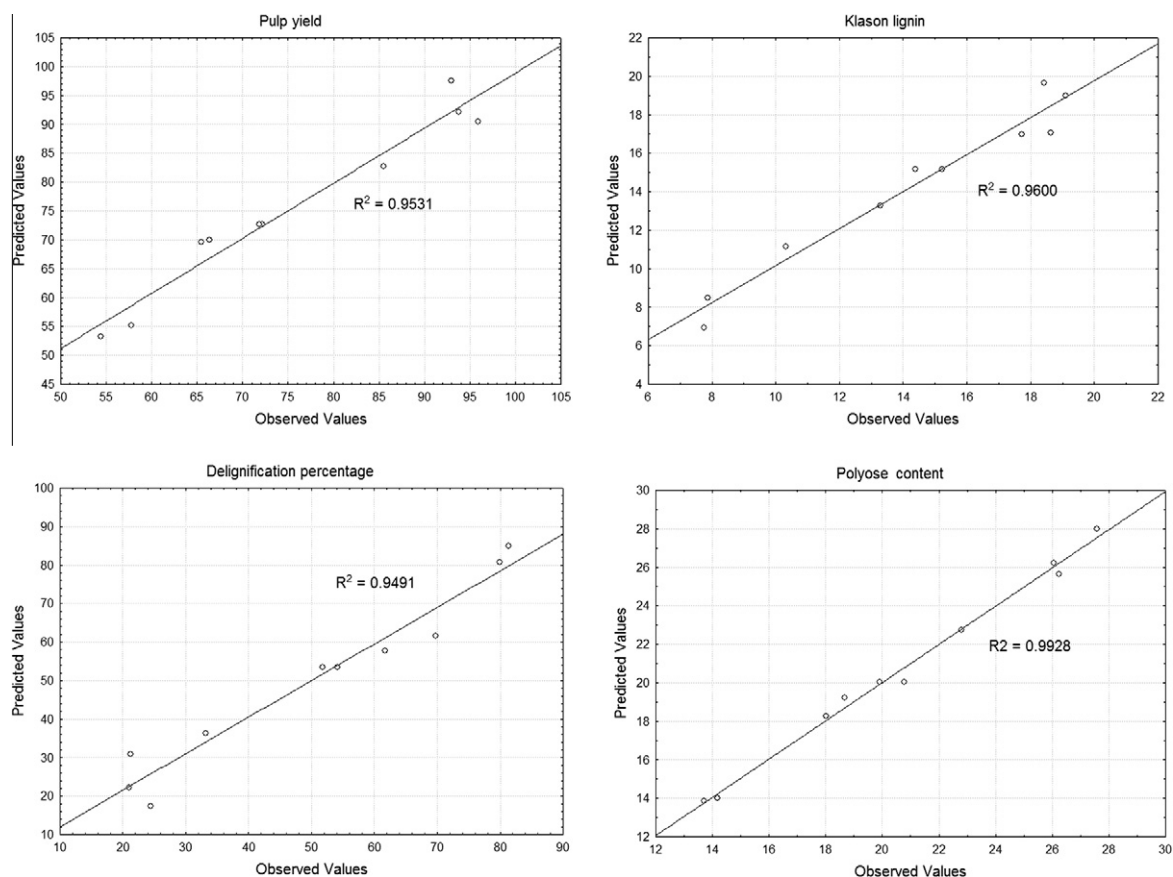 Pulp yield
105
100
95
90
85
80
75
70
65
60
55
50
45
Predicted Values
R² = 0.9531
50 55 60 65 70 75 80 85 90 95 100 105
Observed Values
Klason lignin
22
20
18
16
14
12
10
8
6
4
Predicted Values
R² = 0.9600
6 8 10 12 14 16 18 20 22
Observed Values
Delignification percentage
100
90
80
70
60
50
40
30
20
10
Predicted Values
R² = 0.9491
10 20 30 40 50 60 70 80 90
Observed Values
Polyose content
30
28
26
24
22
20
18
16
14
12
Predicted Values
R2 = 0.9928
12 14 16 18 20 22 24 26 28 30
Observed Values